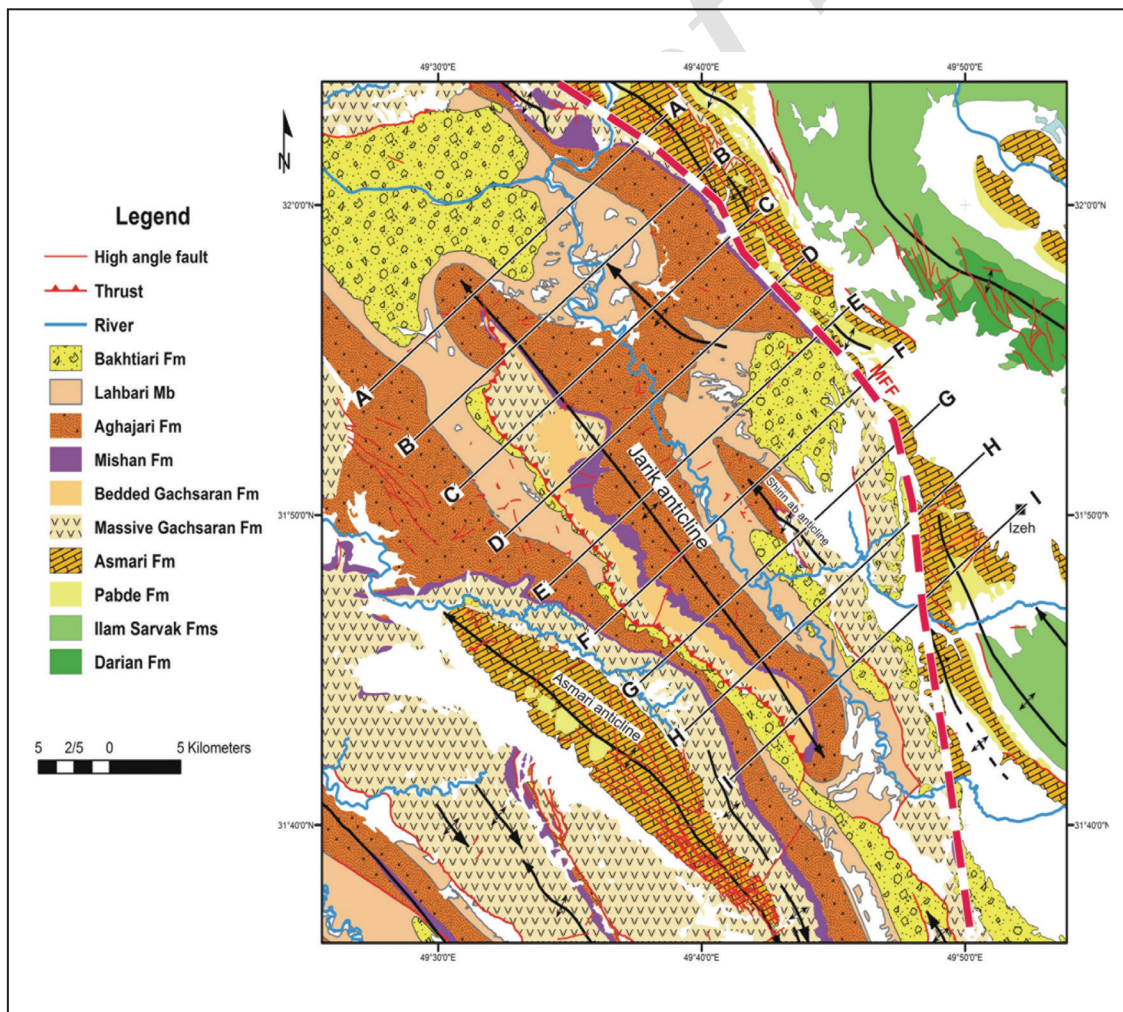 49°30'0"E 49°40'0"E 49°50'0"E
N
32°0'0"N 32°0'0"N
31°50'0"N 31°50'0"N
31°40'0"N 31°40'0"N
49°30'0"E 49°40'0"E 49°50'0"E
Legend
High angle fault
Thrust
River
Bakhtiari Fm
Lahbari Mb
Aghajari Fm
Mishan Fm
Bedded Gachsaran Fm
Massive Gachsaran Fm
Asmari Fm
Pabde Fm
Ilam Sarvak Fms
Darian Fm
5 2/5 0 5 Kilometers
A
B
C
D
E
F
G
H
I
A
B
C
D
E
F
G
H
I
MFF
Jarik anticline
Shirin ab anticline
Asmari anticline
Izeh